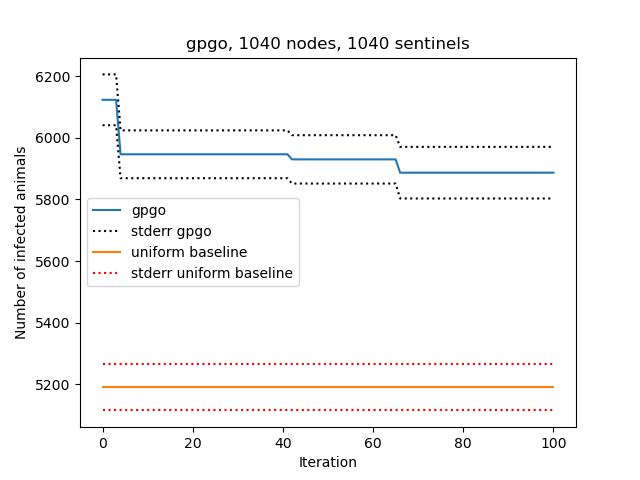 gpgo, 1040 nodes, 1040 sentinels
6200
6000
5800
5600
5400
5200
Number of infected animals
gpgo
stderr gpgo
uniform baseline
stderr uniform baseline
0 20 40 60 80 100
Iteration